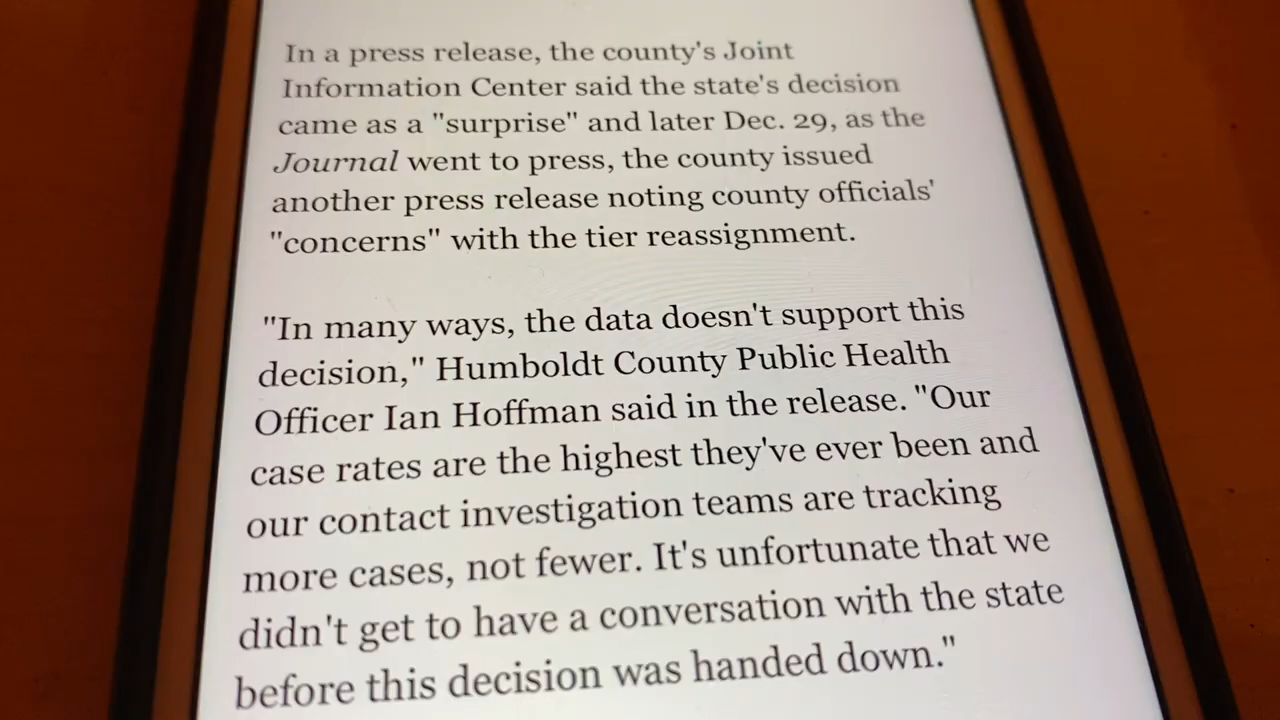 In a press release, the county's Joint
Information Center said the state's decision
came as a "surprise" and later Dec. 29, as the
Journal went to press, the county issued
another press release noting county officials'
"concerns" with the tier reassignment.
"In many ways, the data doesn't support this
decision," Humboldt County Public Health
Officer Ian Hoffman said in the release. "Our
case rates are the highest they've ever been and
our contact investigation teams are tracking
more cases, not fewer. It's unfortunate that we
didn't get to have a conversation with the state
before this decision was handed down."